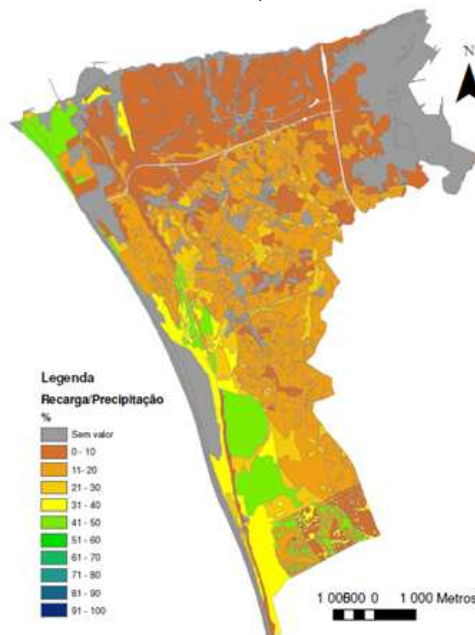 N
Legenda
Recarga/Precipitação
%
Sem valor
0 - 10
11 - 20
21 - 30
31 - 40
41 - 50
51 - 60
61 - 70
71 - 80
81 - 90
91 - 100
1 000 Metros